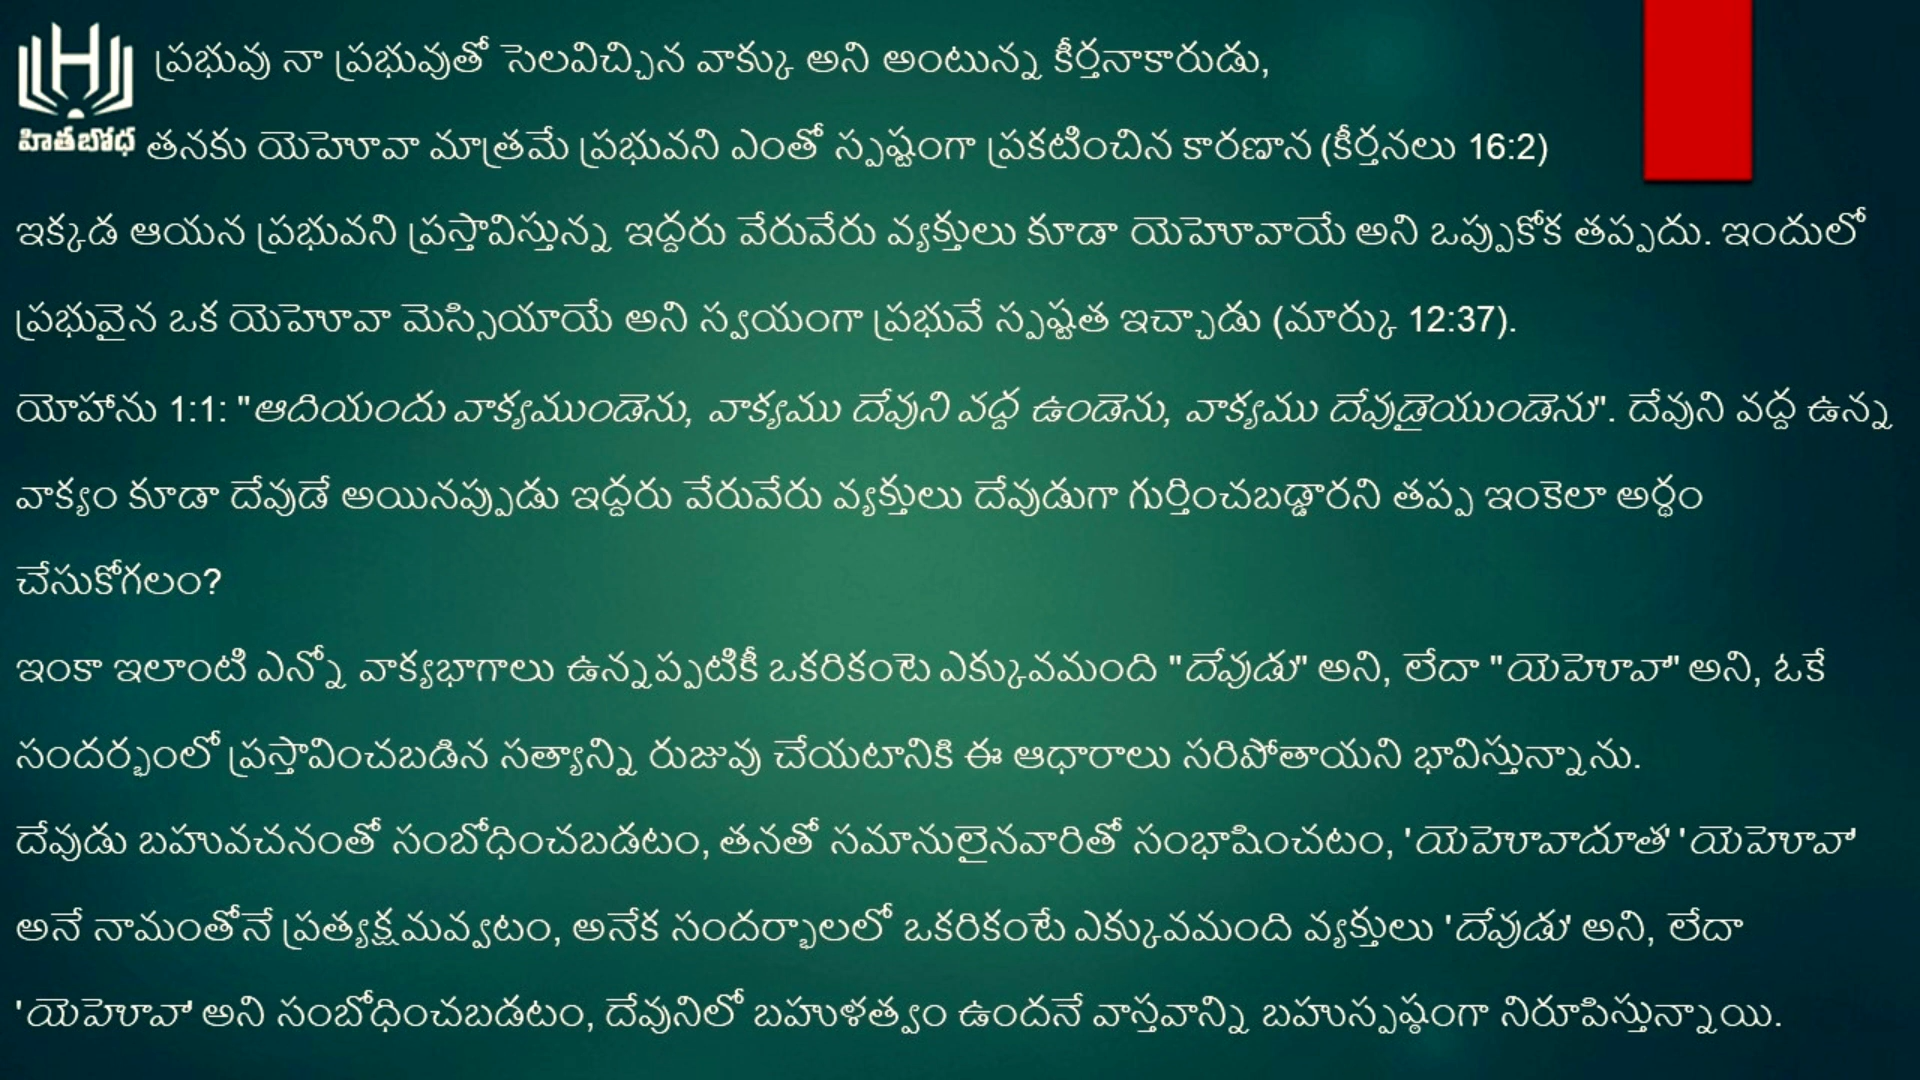 ప్రభువు నా ప్రభువుతో సెలవిచ్చిన వాక్కు అని అంటున్న కీర్తనాకారుడు,
హితబోధ
తనకు యెహెూవా మాత్రమే ప్రభువని ఎంతో స్పష్టంగా ప్రకటించిన కారణాన (కీర్తనలు 16:2)
ఇక్కడ ఆయన ప్రభువని ప్రస్తావిస్తున్న ఇద్దరు వేరువేరు వ్యక్తులు కూడా యెహెూవాయే అని ఒప్పుకోక తప్పదు. ఇందులో
ప్రభువైన ఒక యెహెూవా మెస్సియాయే అని స్వయంగా ప్రభువే స్పష్టత ఇచ్చాడు (మార్కు 12:37).
యోహాను 1:1: "ఆదియందు వాక్యముండెను, వాక్యము దేవుని వద్ద ఉండెను, వాక్యము దేవుడైయుండెను". దేవుని వద్ద ఉన్న
వాక్యం కూడా దేవుడే అయినప్పుడు ఇద్దరు వేరువేరు వ్యక్తులు దేవుడుగా గుర్తించబడ్డారని తప్ప ఇంకెలా అర్థం
చేసుకోగలం?
ఇంకా ఇలాంటి ఎన్నో వాక్యభాగాలు ఉన్నప్పటికీ ఒకరికంటె ఎక్కువమంది "దేవుడు" అని, లేదా "యెహెూవా" అని, ఓకే
సందర్భంలో ప్రస్తావించబడిన సత్యాన్ని రుజువు చేయటానికి ఈ ఆధారాలు సరిపోతాయని భావిస్తున్నాను.
దేవుడు బహువచనంతో సంబోధించబడటం, తనతో సమానులైనవారితో సంభాషించటం, 'యెహెూవాదూత' 'యెహెూవా'
అనే నామంతోనే ప్రత్యక్షమవ్వటం, అనేక సందర్భాలలో ఒకరికంటే ఎక్కువమంది వ్యక్తులు 'దేవుడు' అని, లేదా
'యెహెూవా' అని సంబోధించబడటం, దేవునిలో బహుళత్వం ఉందనే వాస్తవాన్ని బహుస్పష్ఠంగా నిరూపిస్తున్నాయి.